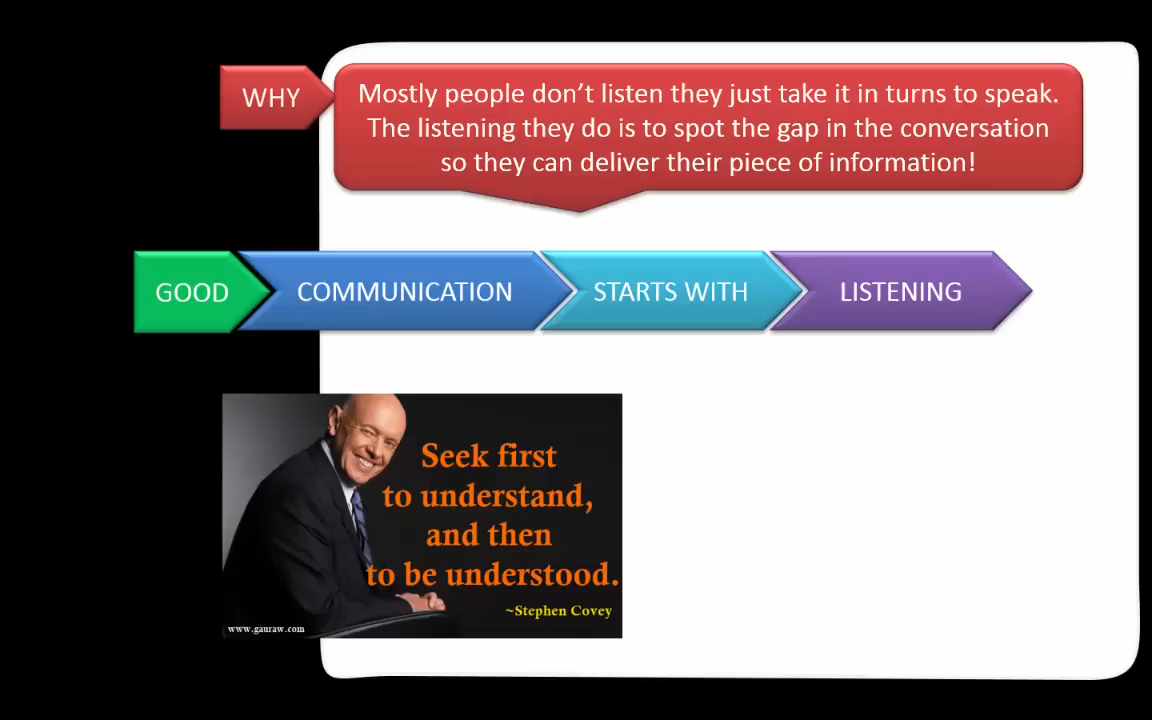 WHY
Mostly people don’t listen they just take it in turns to speak.
The listening they do is to spot the gap in the conversation
so they can deliver their piece of information!
GOOD
COMMUNICATION
STARTS WITH
LISTENING
Seek first
to understand,
and then
to be understood.
~Stephen Covey
www.gauraw.com